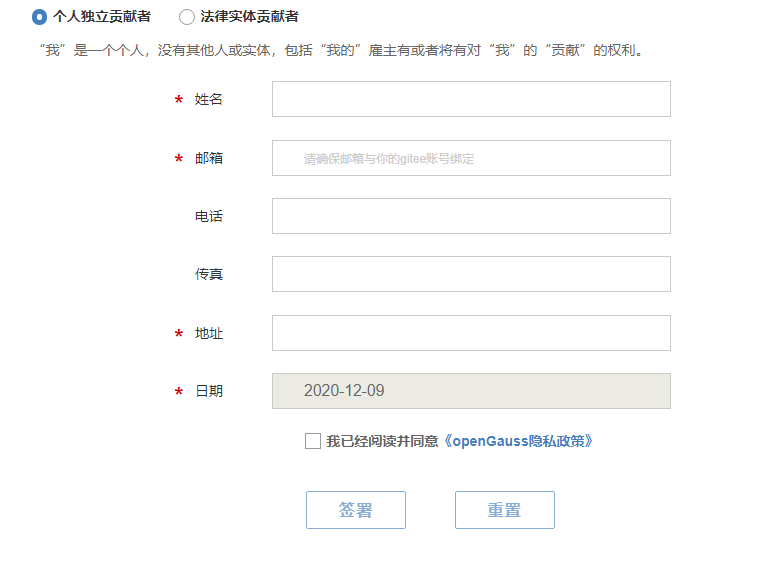 个人独立贡献者 法律实体贡献者
“我”是一个个人，没有其他人或实体，包括“我的”雇主有或者将有对“我”的“贡献”的权利。
* 姓名
* 邮箱 请确保邮箱与你的gitee账号绑定
电话
传真
* 地址
* 日期 2020-12-09
我已经阅读并同意《openGauss隐私政策》
签署 重置